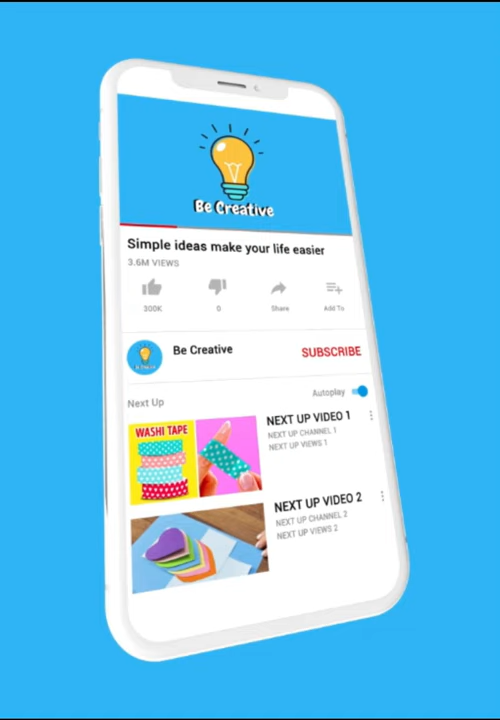 Be Creative
Simple ideas make your life easier
3.6M VIEWS
300K
0
Share
Add To
Be Creative
SUBSCRIBE
Next Up
Autoplay
WASHI TAPE
NEXT UP VIDEO 1
NEXT UP CHANNEL 1
NEXT UP VIEWS 1
NEXT UP VIDEO 2
NEXT UP CHANNEL 2
NEXT UP VIEWS 2